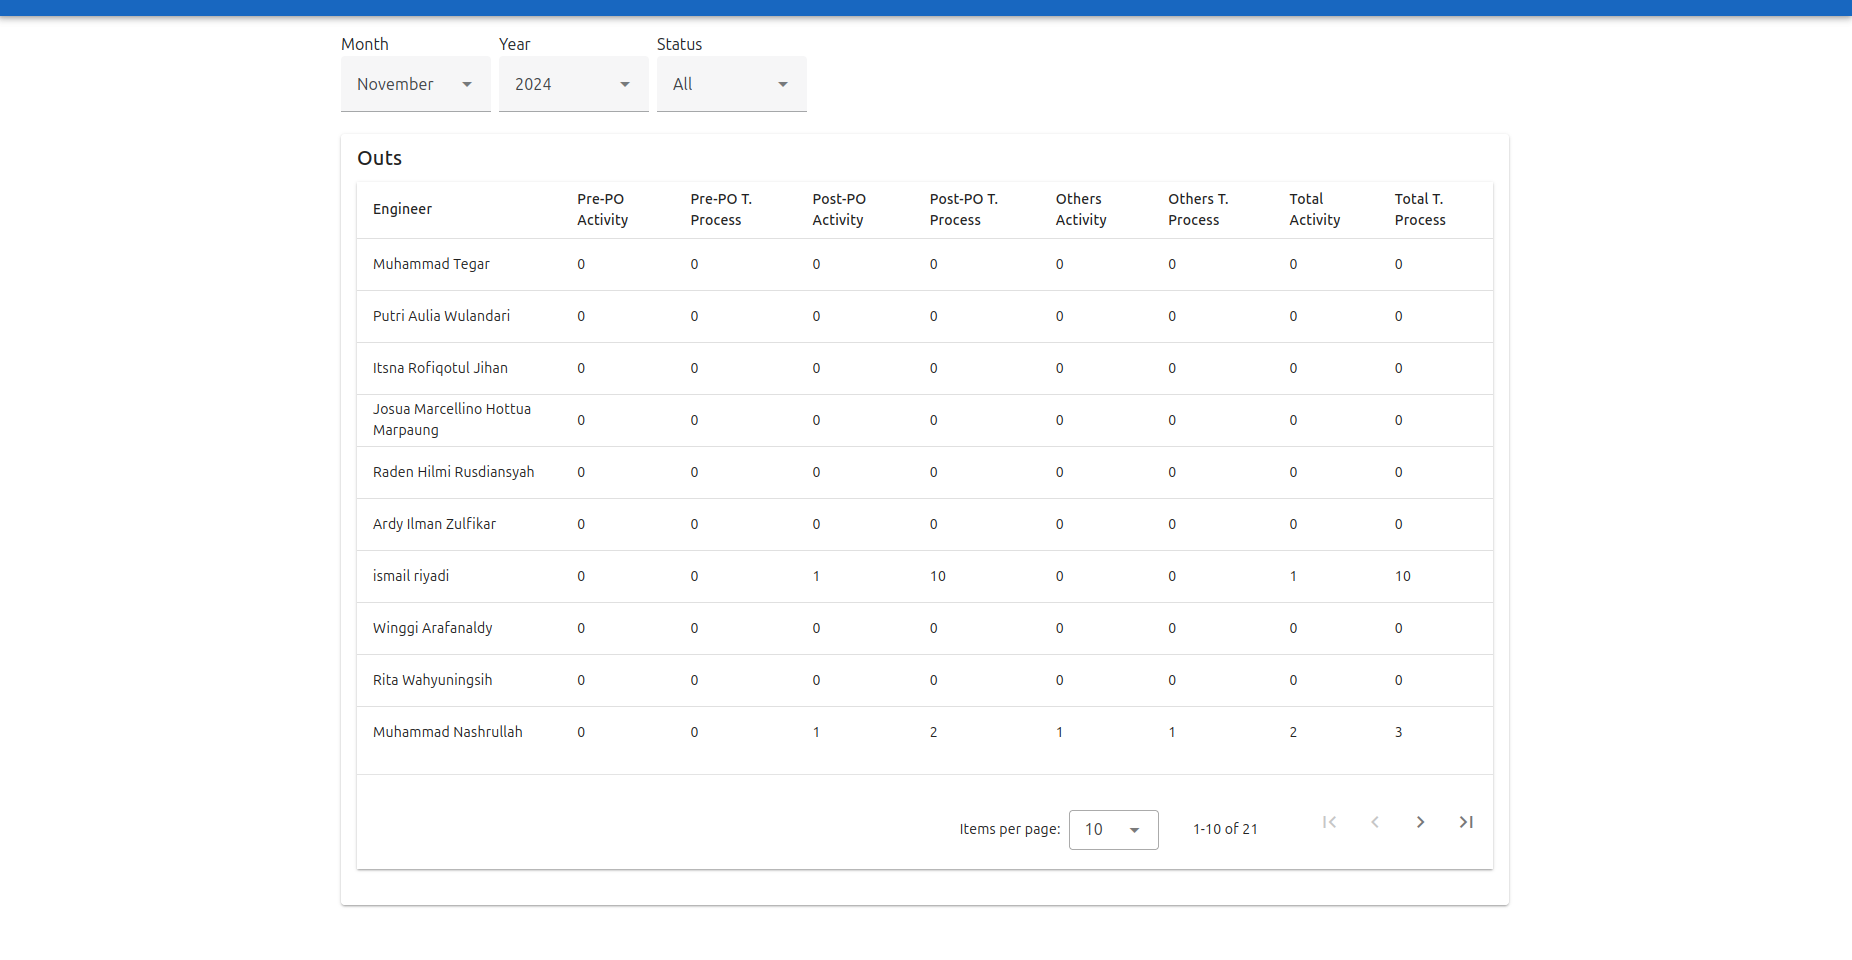 Month Year Status
November 2024 All
Outs
Engineer Pre-PO Activity Pre-PO T. Process Post-PO Activity Post-PO T. Process Others Activity Others T. Process Total Activity Total T. Process
Muhammad Tegar 0 0 0 0 0 0 0 0
Putri Aulia Wulandari 0 0 0 0 0 0 0 0
Itsna Rofiqotul Jihan 0 0 0 0 0 0 0 0
Josua Marcellino Hottua Marpaung 0 0 0 0 0 0 0 0
Raden Hilmi Rusdiansyah 0 0 0 0 0 0 0 0
Ardy Ilman Zulfikar 0 0 0 0 0 0 0 0
ismail riyadi 0 0 1 10 0 0 1 10
Winggi Arafanaldy 0 0 0 0 0 0 0 0
Rita Wahyuningsih 0 0 0 0 0 0 0 0
Muhammad Nashrullah 0 0 1 2 1 1 2 3
Items per page: 10 1-10 of 21